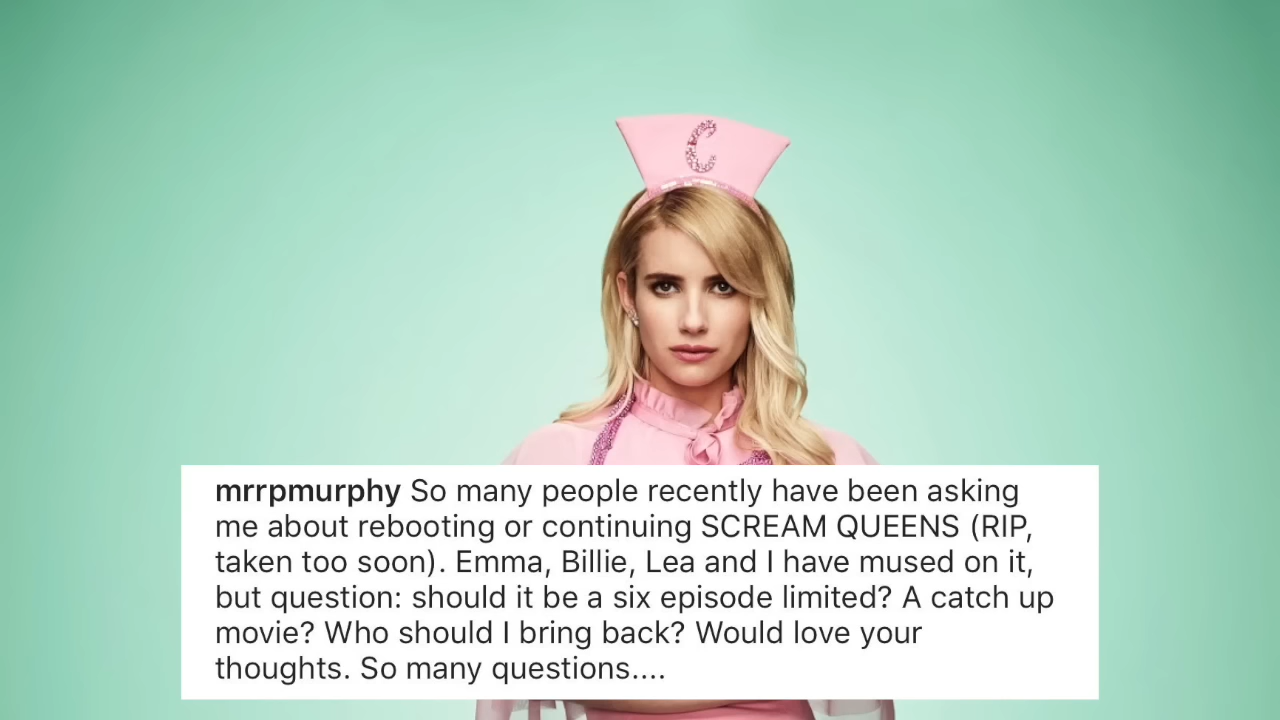 C
mrrpmurphy So many people recently have been asking
me about rebooting or continuing SCREAM QUEENS (RIP,
taken too soon). Emma, Billie, Lea and I have mused on it,
but question: should it be a six episode limited? A catch up
movie? Who should I bring back? Would love your
thoughts. So many questions....